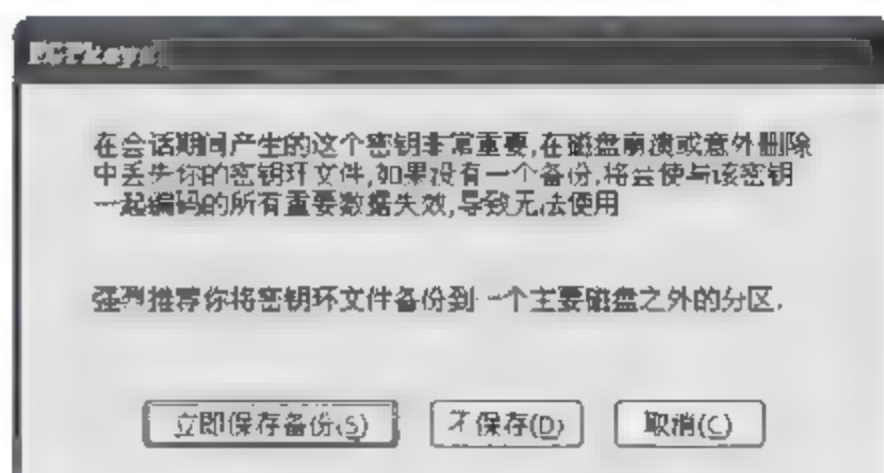 PGPkeys
在会话期间产生的这个密钥非常重要,在磁盘崩溃或意外删除
中丢失你的密钥环文件,如果没有一个备份,将会使与该密钥
一起编码的所有重要数据失效,导致无法使用
强烈推荐你将密钥环文件备份到一个主要磁盘之外的分区.
立即保存备份(S)
不保存(D)
取消(C)